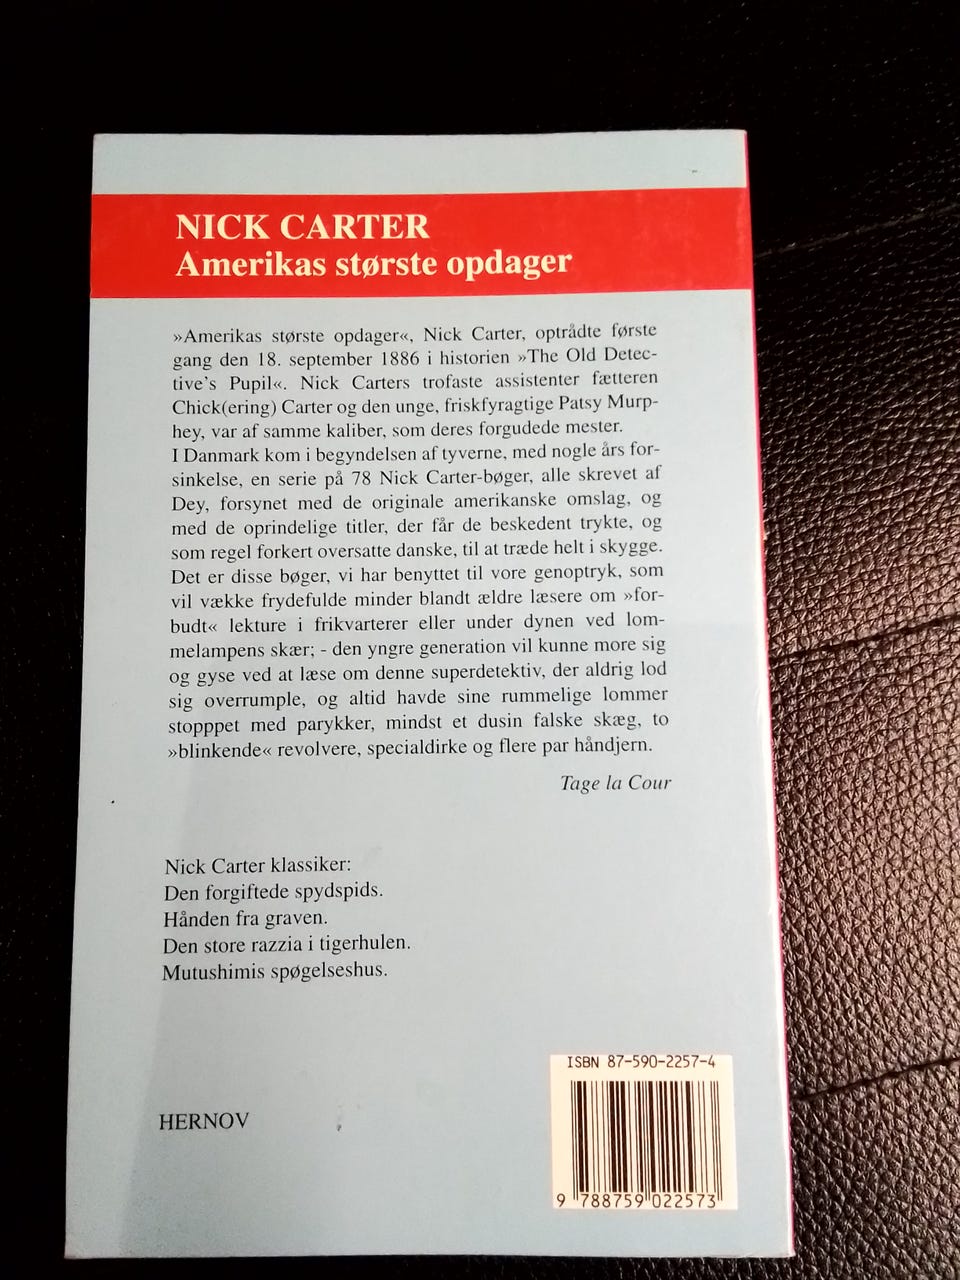 NICK CARTER
Amerikas største opdager
»Amerikas største opdager«, Nick Carter, optrådte første
gang den 18. september 1886 i historien »The Old Detec-
tive's Pupil«. Nick Carters trofaste assistenter fætteren
Chick(ering) Carter og den unge, friskfyragtige Patsy Murp-
hey, var af samme kaliber, som deres forgudede mester.
I Danmark kom i begyndelsen af tyverne, med nogle års for-
sinkelse, en serie på 78 Nick Carter-bøger, alle skrevet af
Dey, forsynet med de originale amerikanske omslag, og
med de oprindelige titler, der får de beskedent trykte, og
som regel forkert oversatte danske, til at træde helt i skygge.
Det er disse bøger, vi har benyttet til vore genoptryk, som
vil vække frydefulde minder blandt ældre læsere om »for-
budt« lekture i frikvarterer eller under dynen ved lom-
melampens skær; - den yngre generation vil kunne more sig
og gyse ved at læse om denne superdetektiv, der aldrig lod
sig overrumple, og altid havde sine rummelige lommer
stopppet med parykker, mindst et dusin falske skæg, to
»blinkende« revolvere, specialdirke og flere par håndjern.
Tage la Cour
Nick Carter klassiker:
Den forgiftede spydspids.
Hånden fra graven.
Den store razzia i tigerhulen.
Mutushimis spøgelseshus.
ISBN 87-590-2257-4
HERNOV
9 788759 022573